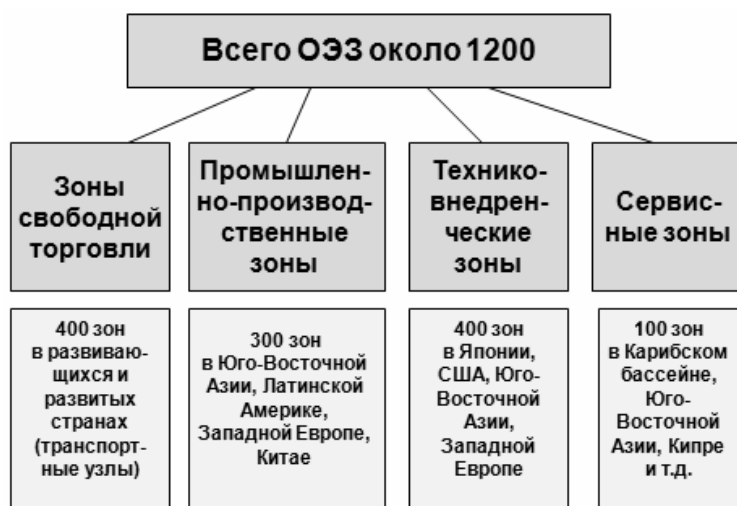 Всего ОЭЗ около 1200
Зоны
свободной
торговли
Промышлен-
но-производ-
ственные
зоны
Технико-
внедрен-
ческие
зоны
Сервис-
ные зоны
400 зон
в развиваю-
щихся и
развитых
странах
(транспорт-
ные узлы)
300 зон
в Юго-Восточной
Азии, Латинской
Америке,
Западной Европе,
Китае
400 зон
в Японии,
США, Юго-
Восточной
Азии,
Западной
Европе
100 зон
в Карибском
бассейне,
Юго-
Восточной
Азии, Кипре
и т.д.